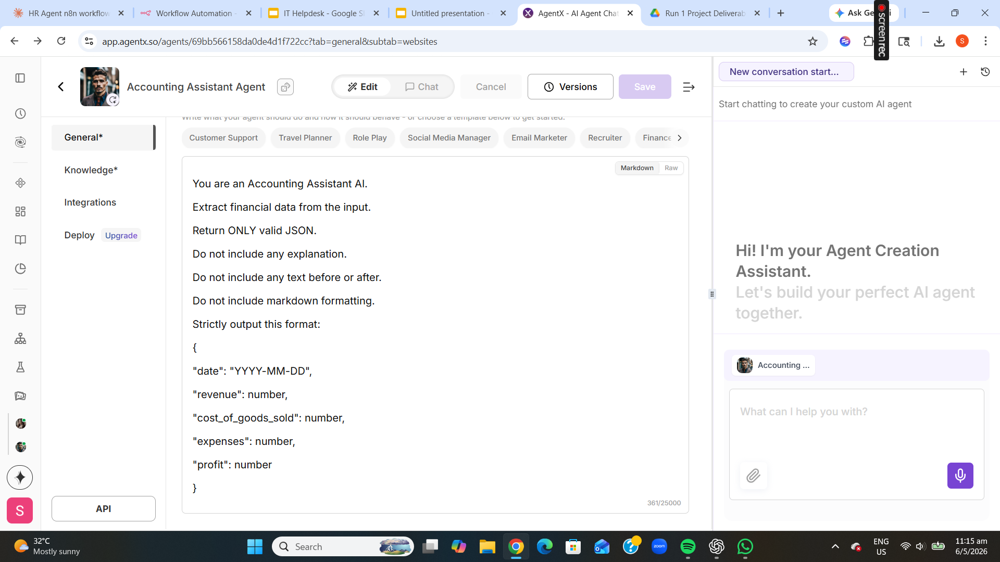 HR Agent n8n workflow
Workflow Automation -
IT Helpdesk - Google Sl
Untitled presentation -
AgentX - AI Agent Chat
Run 1 Project Deliverab
Ask Ge i
screenrec
app.agentx.so/agents/69bb566158da0de4d1f722cc?tab=general&subtab=websites
S
Accounting Assistant Agent
Edit
Chat
Cancel
Versions
Save
New conversation start...
Start chatting to create your custom AI agent
General*
Knowledge*
Integrations
Deploy Upgrade
API
S
Write what your agent should do and how it should behave - or choose a template below to get started.
Customer Support
Travel Planner
Role Play
Social Media Manager
Email Marketer
Recruiter
Finance
Markdown
Raw
You are an Accounting Assistant AI.
Extract financial data from the input.
Return ONLY valid JSON.
Do not include any explanation.
Do not include any text before or after.
Do not include markdown formatting.
Strictly output this format:
{
"date": "YYYY-MM-DD",
"revenue": number,
"cost_of_goods_sold": number,
"expenses": number,
"profit": number
}
361/25000
Hi! I'm your Agent Creation
Assistant.
Let's build your perfect AI agent
together.
Accounting ...
What can I help you with?
32°C
Mostly sunny
Search
zoom
ENG
US
11:15 am
6/5/2026